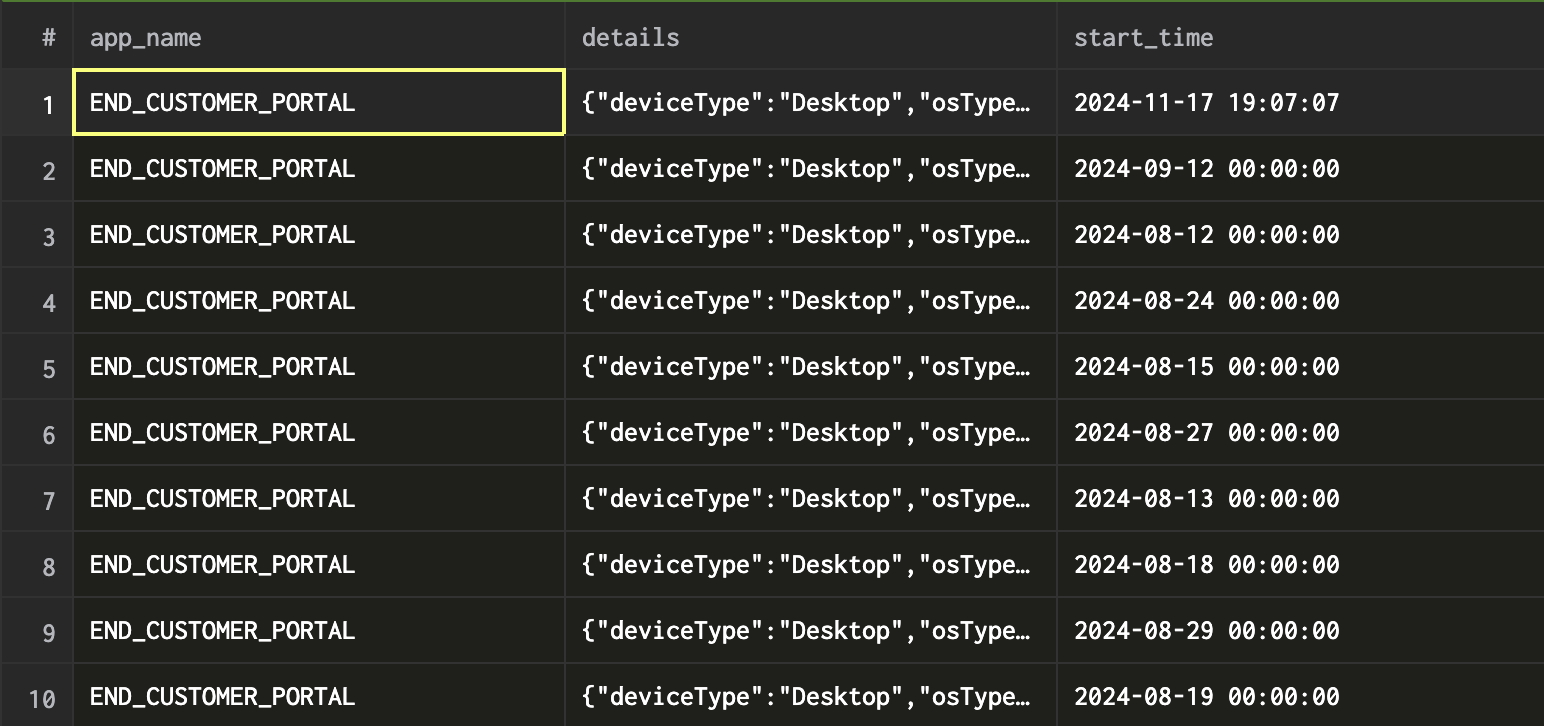 # app_name details start_time
1 END_CUSTOMER_PORTAL {"deviceType":"Desktop","osType… 2024-11-17 19:07:07
2 END_CUSTOMER_PORTAL {"deviceType":"Desktop","osType… 2024-09-12 00:00:00
3 END_CUSTOMER_PORTAL {"deviceType":"Desktop","osType… 2024-08-12 00:00:00
4 END_CUSTOMER_PORTAL {"deviceType":"Desktop","osType… 2024-08-24 00:00:00
5 END_CUSTOMER_PORTAL {"deviceType":"Desktop","osType… 2024-08-15 00:00:00
6 END_CUSTOMER_PORTAL {"deviceType":"Desktop","osType… 2024-08-27 00:00:00
7 END_CUSTOMER_PORTAL {"deviceType":"Desktop","osType… 2024-08-13 00:00:00
8 END_CUSTOMER_PORTAL {"deviceType":"Desktop","osType… 2024-08-18 00:00:00
9 END_CUSTOMER_PORTAL {"deviceType":"Desktop","osType… 2024-08-29 00:00:00
10 END_CUSTOMER_PORTAL {"deviceType":"Desktop","osType… 2024-08-19 00:00:00